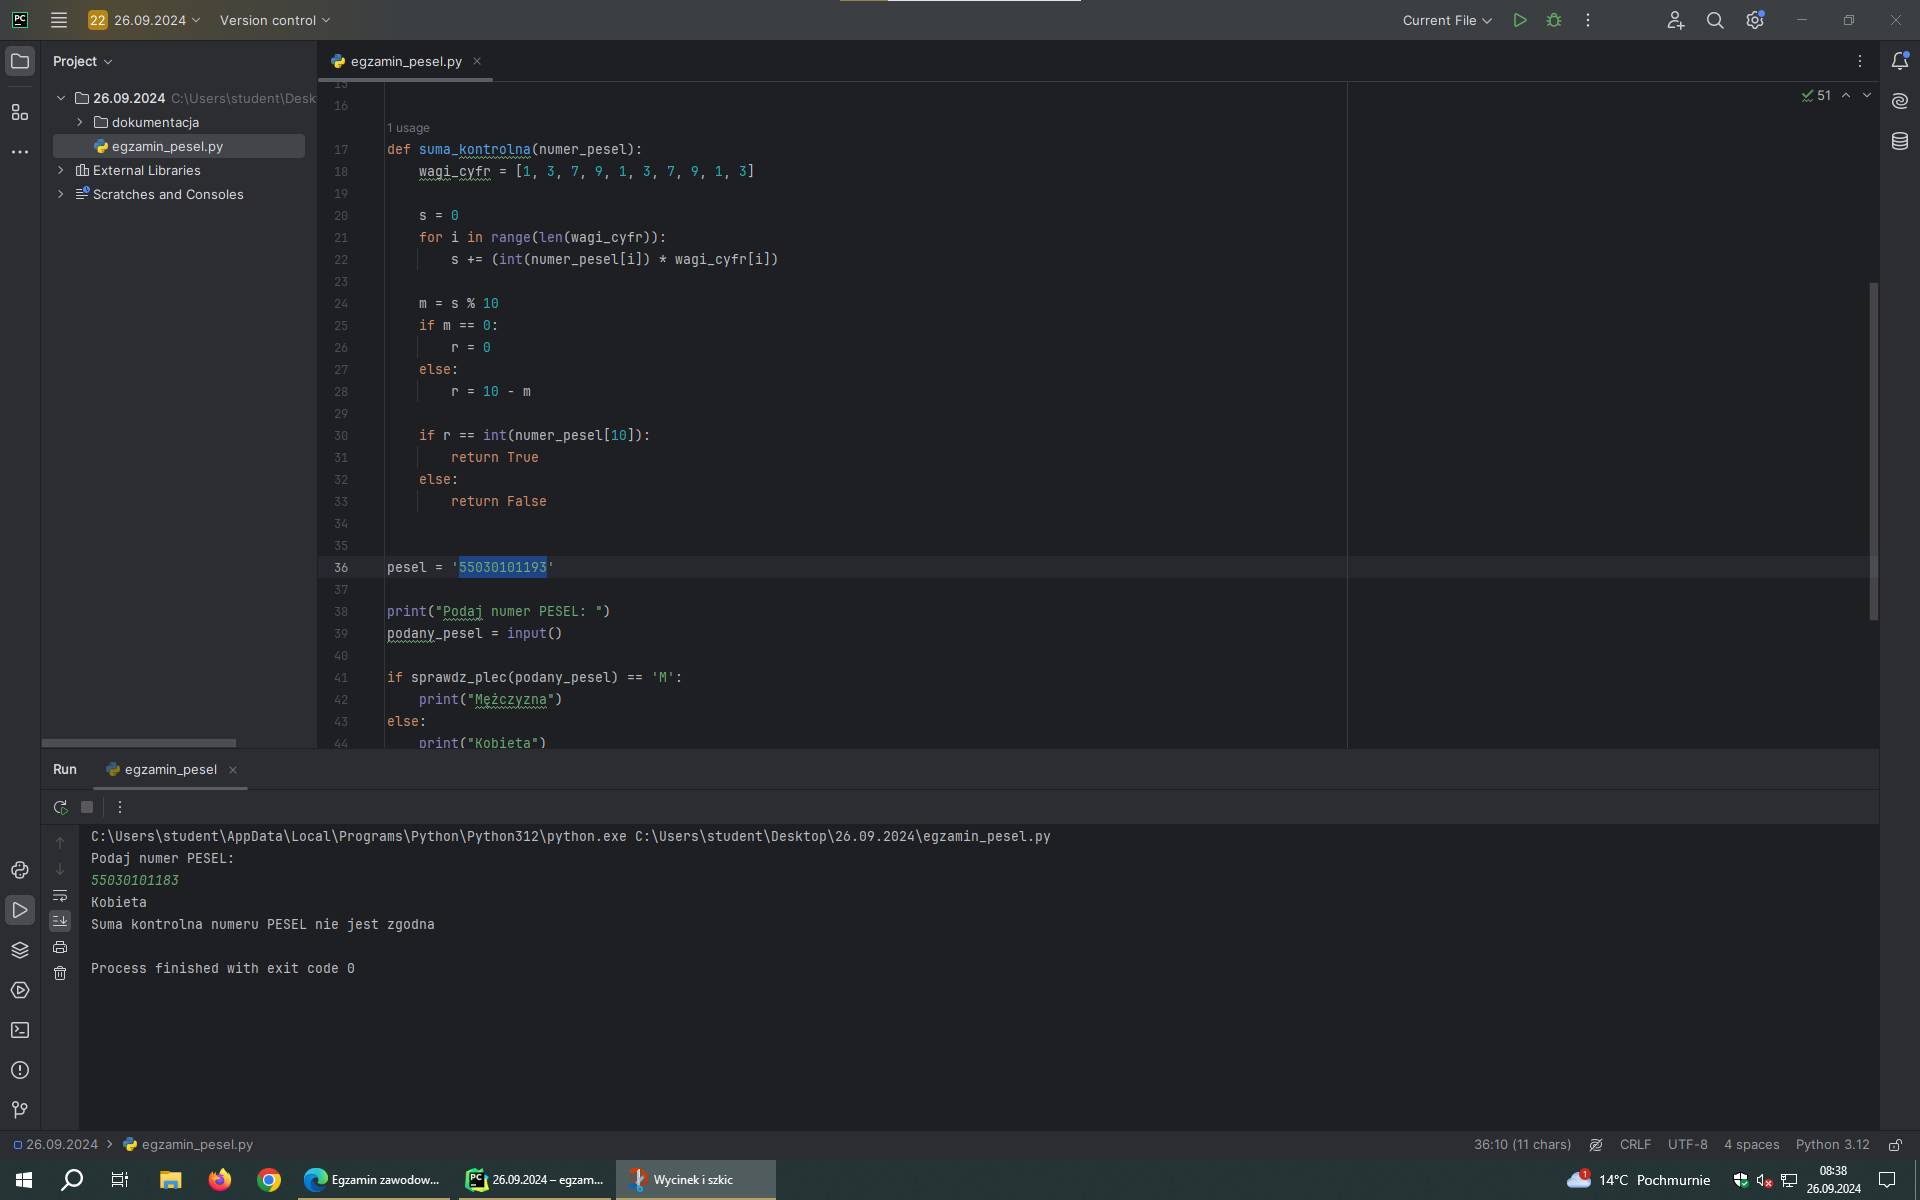 PC
22 26.09.2024 Version control Current File
Project
egzamin_pesel.py
26.09.2024 C:\Users\student\Desk
dokumentacja
egzamin_pesel.py
External Libraries
Scratches and Consoles
51
15
16
1 usage
17 def suma_kontrolna(numer_pesel):
18 wagi_cyfr = [1, 3, 7, 9, 1, 3, 7, 9, 1, 3]
19
20 s = 0
21 for i in range(len(wagi_cyfr)):
22 s += (int(numer_pesel[i]) * wagi_cyfr[i])
23
24 m = s % 10
25 if m == 0:
26 r = 0
27 else:
28 r = 10 - m
29
30 if r == int(numer_pesel[10]):
31 return True
32 else:
33 return False
34
35
36 pesel = '55030101193'
37
38 print("Podaj numer PESEL: ")
39 podany_pesel = input()
40
41 if sprawdz_plec(podany_pesel) == 'M':
42 print("Mężczyzna")
43 else:
44 print("Kobieta")
Run egzamin_pesel
C:\Users\student\AppData\Local\Programs\Python\Python312\python.exe C:\Users\student\Desktop\26.09.2024\egzamin_pesel.py
Podaj numer PESEL:
55030101183
Kobieta
Suma kontrolna numeru PESEL nie jest zgodna
Process finished with exit code 0
26.09.2024 egzamin_pesel.py 36:10 (11 chars) CRLF UTF-8 4 spaces Python 3.12
Egzamin zawodow... PC 26.09.2024 – egzam... Wycinek i szkic 1 14°C Pochmurnie 08:38
26.09.2024